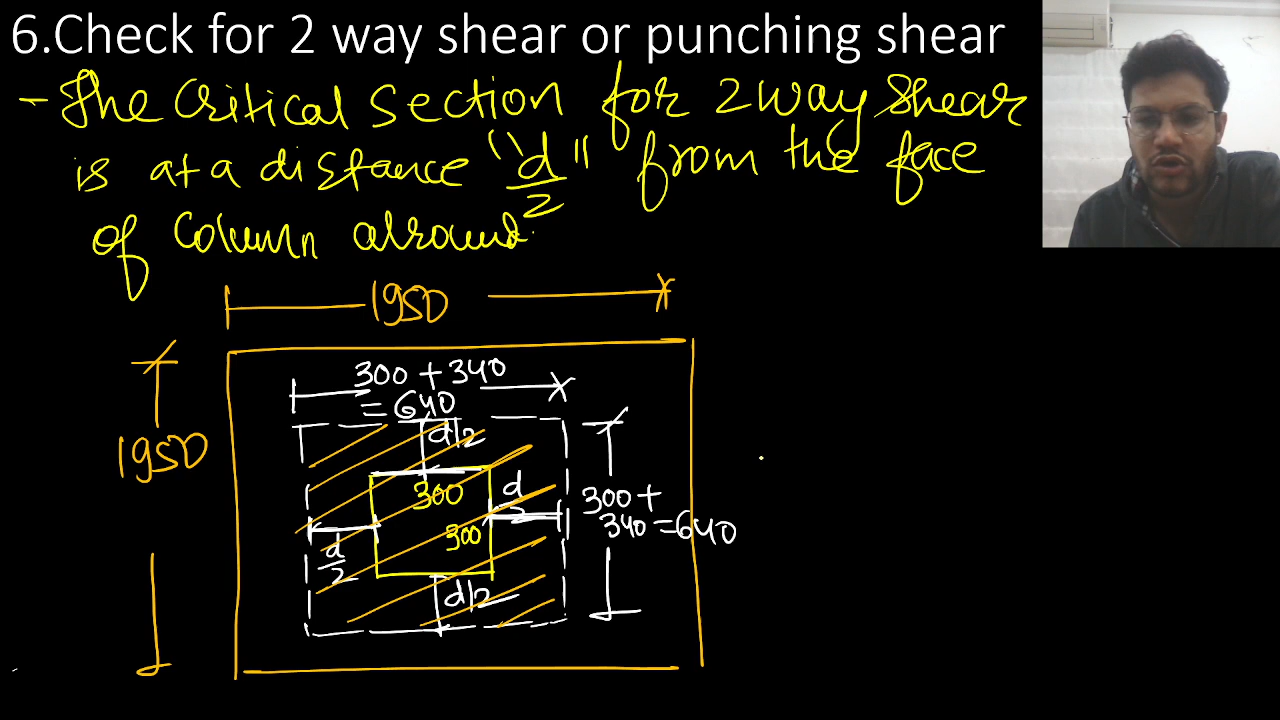 6.Check for 2 way shear or punching shear
- The Critical Section for 2 way Shear
is at a distance "d/2" from the face
of Column around.
1950
1950
300 + 340
= 640
d/2
300
d/2
300 +
340 = 640
300
d/2
d/2